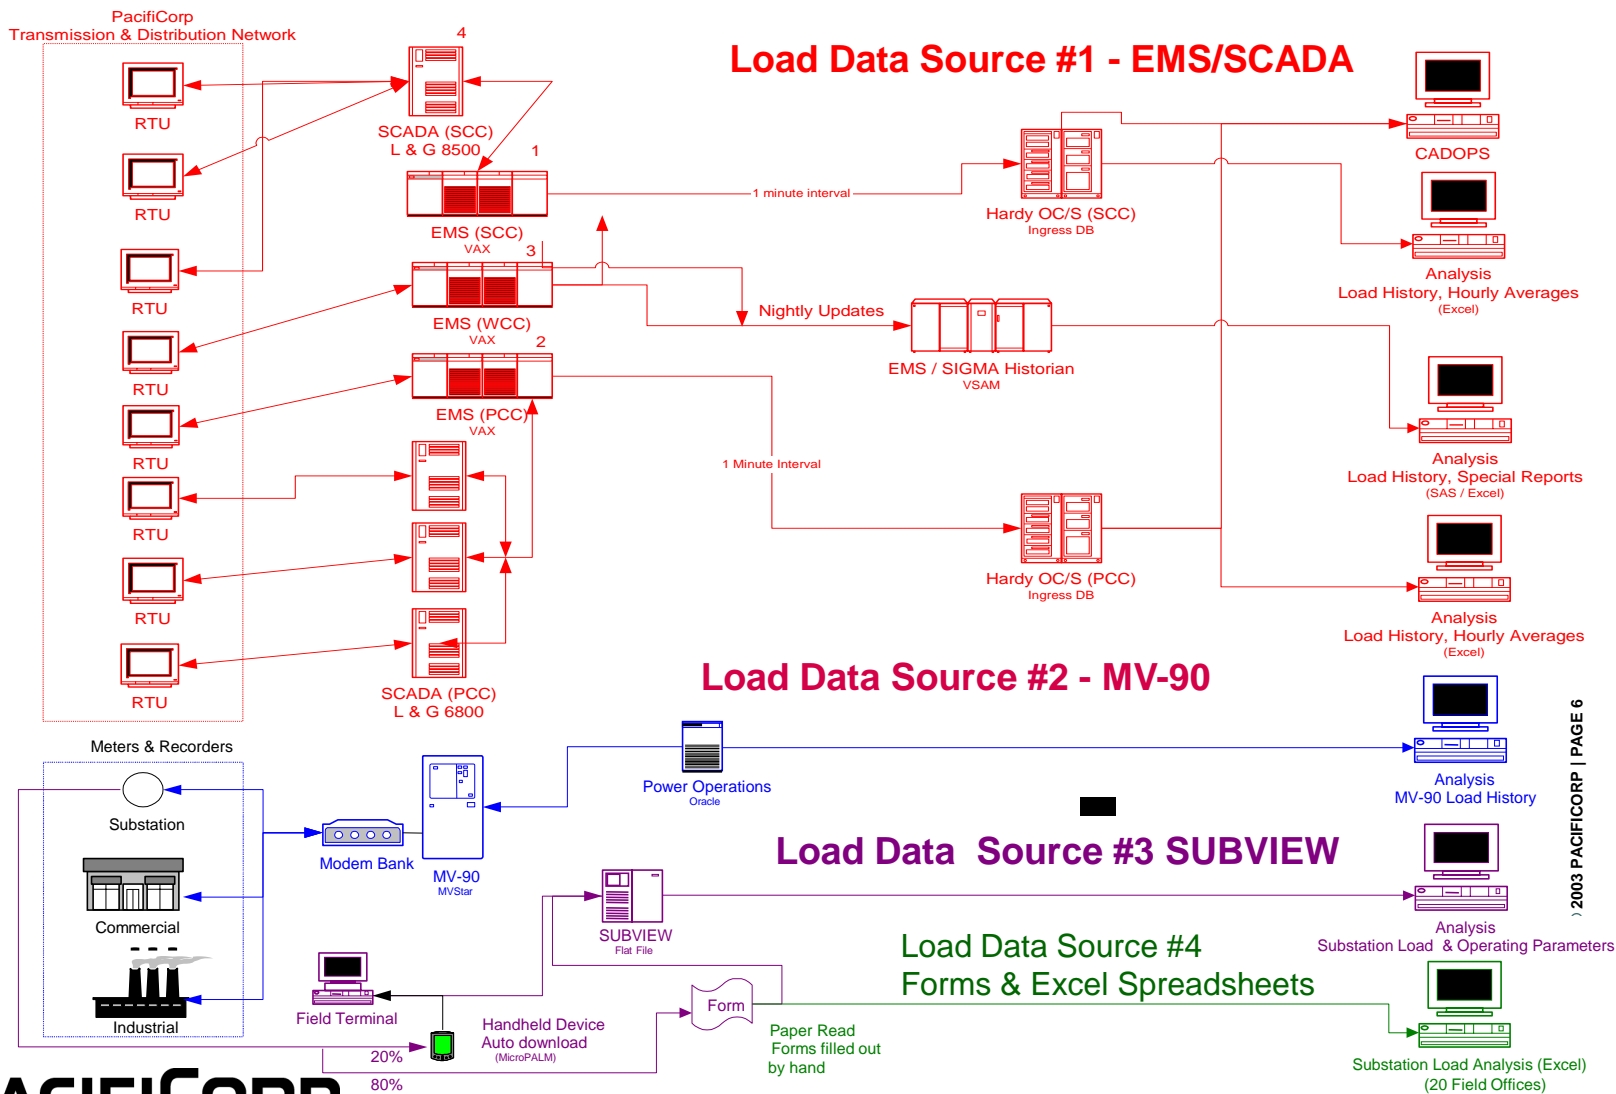 PacifiCorp
Transmission & Distribution Network
RTU
RTU
RTU
RTU
RTU
RTU
RTU
RTU
4
SCADA (SCC)
L & G 8500
1
EMS (SCC)
VAX
3
EMS (WCC)
VAX
2
EMS (PCC)
VAX
SCADA (PCC)
L & G 6800
Load Data Source #1 - EMS/SCADA
1 minute interval
Hardy OC/S (SCC)
Ingress DB
Nightly Updates
EMS / SIGMA Historian
VSAM
1 Minute Interval
Hardy OC/S (PCC)
Ingress DB
CADOPS
Analysis
Load History, Hourly Averages
(Excel)
Analysis
Load History, Special Reports
(SAS / Excel)
Analysis
Load History, Hourly Averages
(Excel)
Load Data Source #2 - MV-90
Meters & Recorders
Substation
Commercial
Industrial
Modem Bank
MV-90
MVStar
Power Operations
Oracle
Analysis
MV-90 Load History
Load Data  Source #3 SUBVIEW
SUBVIEW
Flat File
Analysis
Substation Load  & Operating Parameters
Field Terminal
Handheld Device
Auto download
(MicroPALM)
20%
80%
Load Data Source #4
Forms & Excel Spreadsheets
Form
Paper Read
Forms filled out
by hand
Substation Load Analysis (Excel)
(20 Field Offices)
2003 PACIFICORP | PAGE 6
PACIFICORP